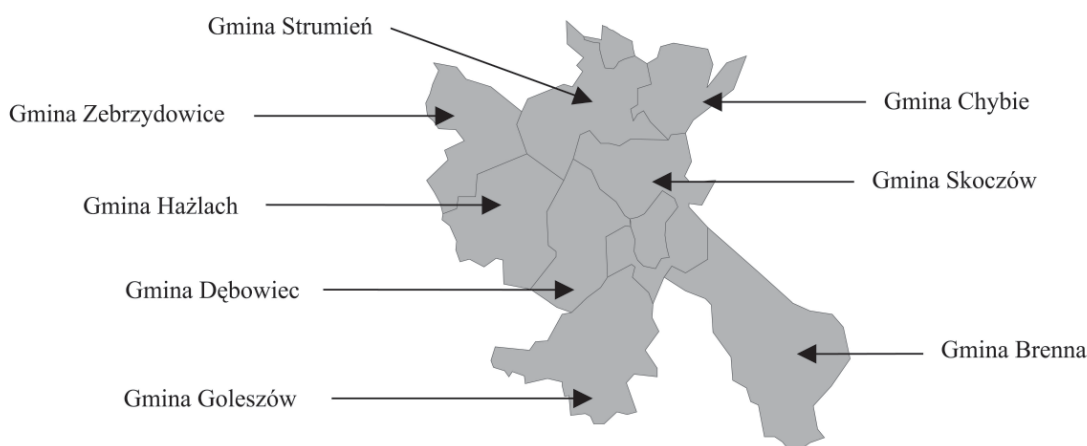 Gmina Strumień
Gmina Chybie
Gmina Zebrzydowice
Gmina Skoczów
Gmina Hażlach
Gmina Dębowiec
Gmina Brenna
Gmina Goleszów